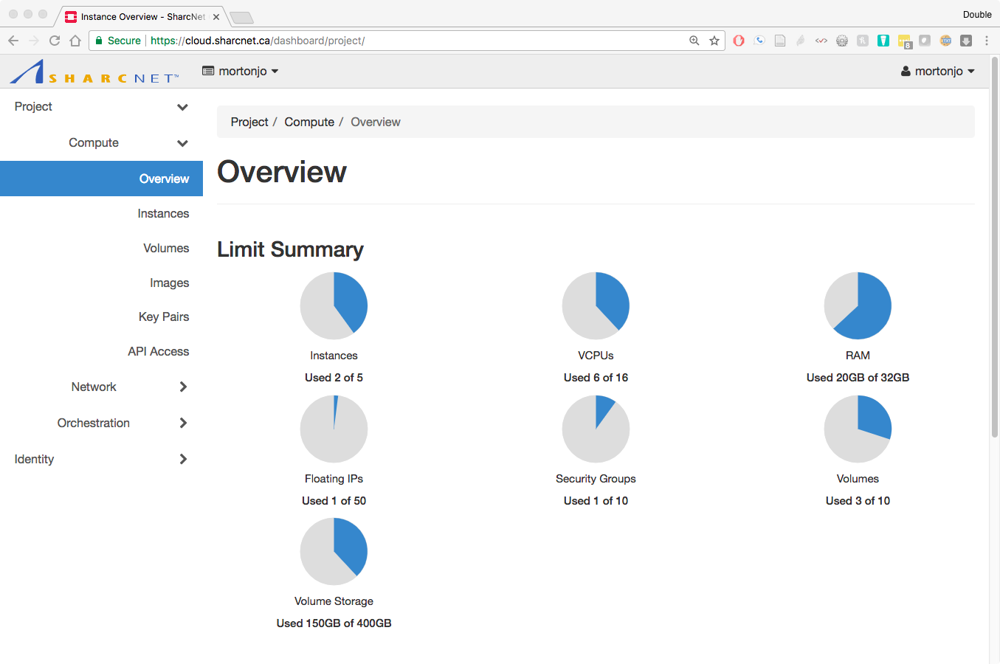 Double
Instance Overview - SharcNet
Secure https://cloud.sharcnet.ca/dashboard/project/
8
SHARCNET™
mortonjo
mortonjo
Project
Compute
Overview
Instances
Volumes
Images
Key Pairs
API Access
Network
Orchestration
Identity
Project / Compute / Overview
Overview
Limit Summary
Instances
Used 2 of 5
VCPUs
Used 6 of 16
RAM
Used 20GB of 32GB
Floating IPs
Used 1 of 50
Security Groups
Used 1 of 10
Volumes
Used 3 of 10
Volume Storage
Used 150GB of 400GB